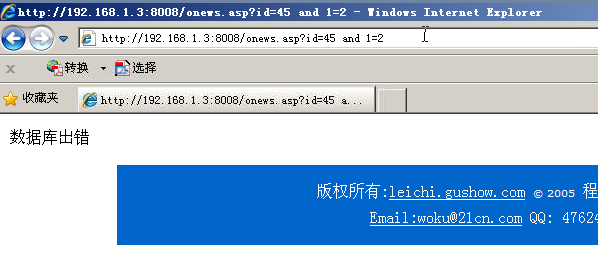 http://192.168.1.3:8008/onews.asp?id=45 and 1=2 - Windows Internet Explorer
http://192.168.1.3:8008/onews.asp?id=45 and 1=2
x 转换 选择
收藏夹 http://192.168.1.3:8008/onews.asp?id=45 a...
数据库出错
版权所有:leichi.gushow.com © 2005 程
Email:woku@21cn.com QQ: 47624